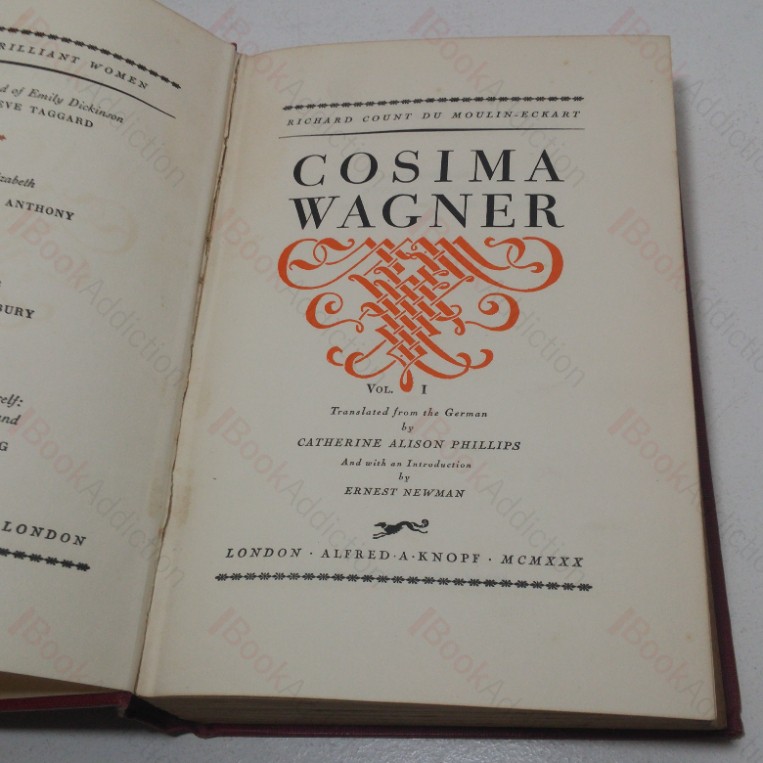 RILLIANT WOMEN
d of Emily Dickinson
EVE TAGGARD
zabeth
ANTHONY
BURY
elf:
and
G
LONDON
RICHARD COUNT DU MOULIN-ECKART
COSIMA
WAGNER
VOL. I
Translated from the German
by
CATHERINE ALISON PHILLIPS
And with an Introduction
by
ERNEST NEWMAN
LONDON · ALFRED · A · KNOPF · MCMXXX
BookAddiction